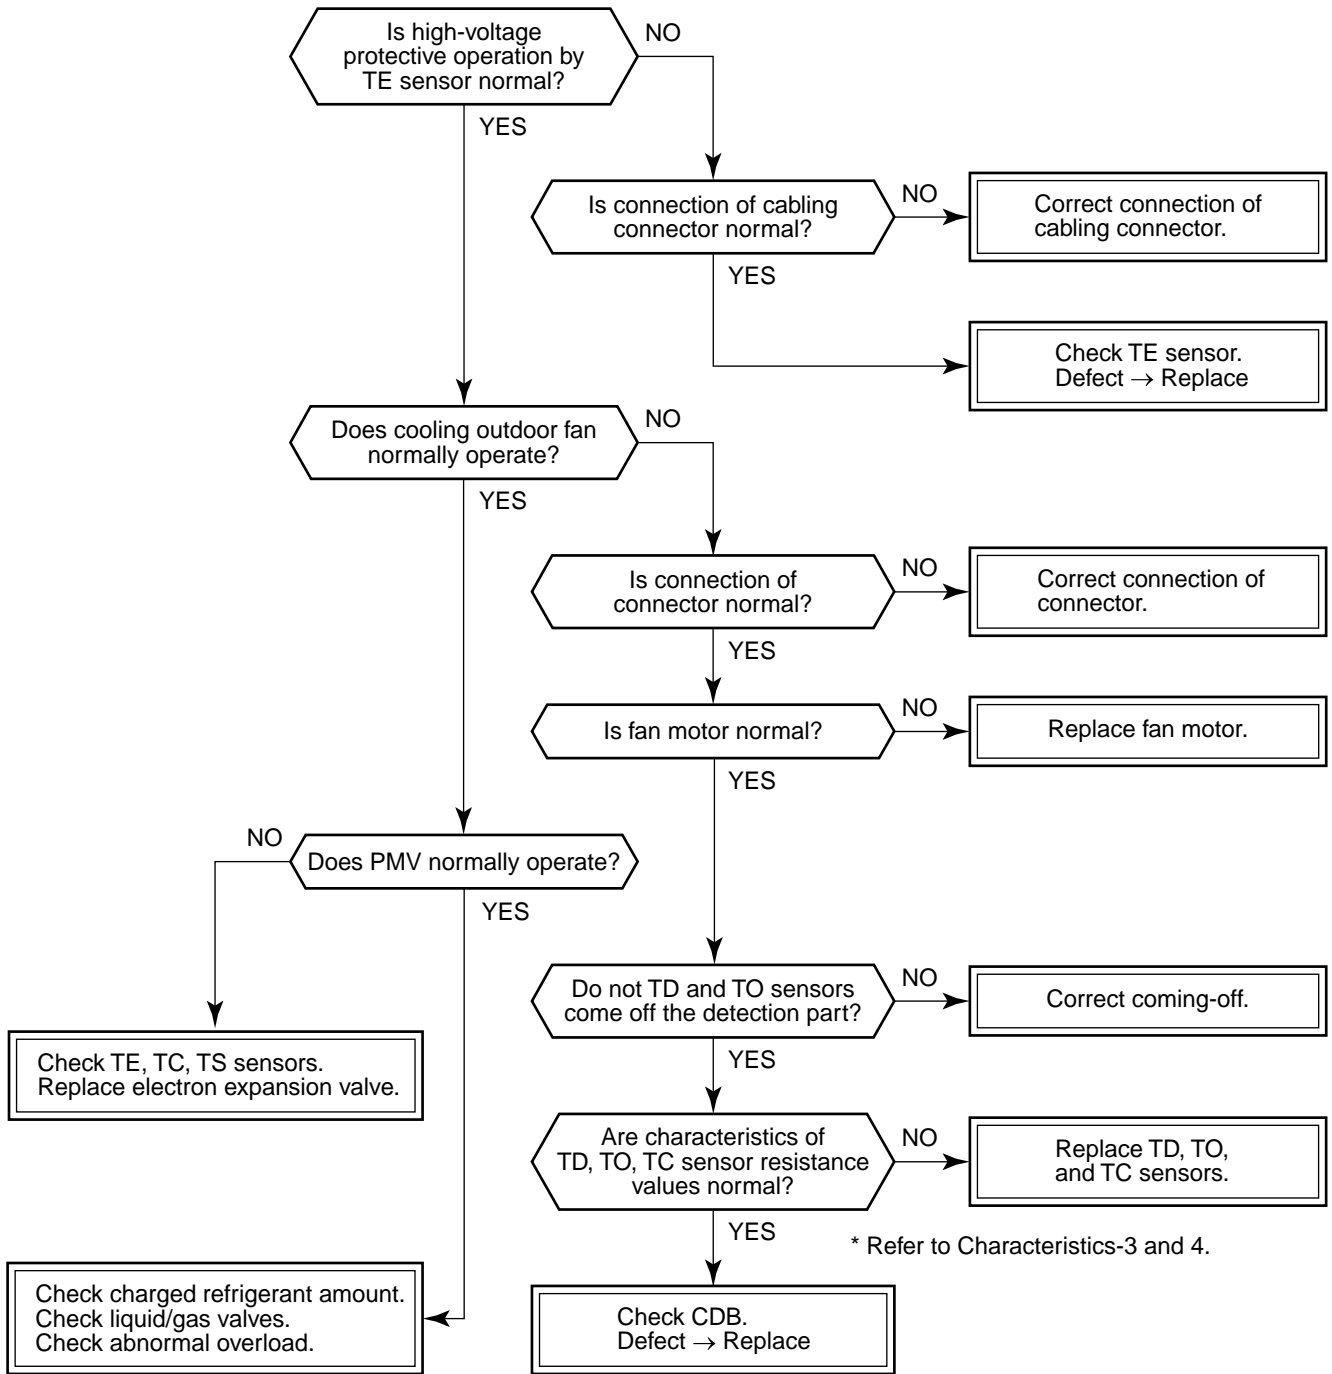 Is high-voltage
protective operation by
TE sensor normal?
NO
YES
Is connection of cabling
connector normal?
NO
Correct connection of
cabling connector.
YES
Check TE sensor.
Defect → Replace
Does cooling outdoor fan
normally operate?
NO
YES
Is connection of
connector normal?
NO
Correct connection of
connector.
YES
Is fan motor normal?
NO
Replace fan motor.
YES
NO
Does PMV normally operate?
YES
Do not TD and TO sensors
come off the detection part?
NO
Correct coming-off.
YES
Check TE, TC, TS sensors.
Replace electron expansion valve.
Are characteristics of
TD, TO, TC sensor resistance
values normal?
NO
Replace TD, TO,
and TC sensors.
YES
* Refer to Characteristics-3 and 4.
Check charged refrigerant amount.
Check liquid/gas valves.
Check abnormal overload.
Check CDB.
Defect → Replace